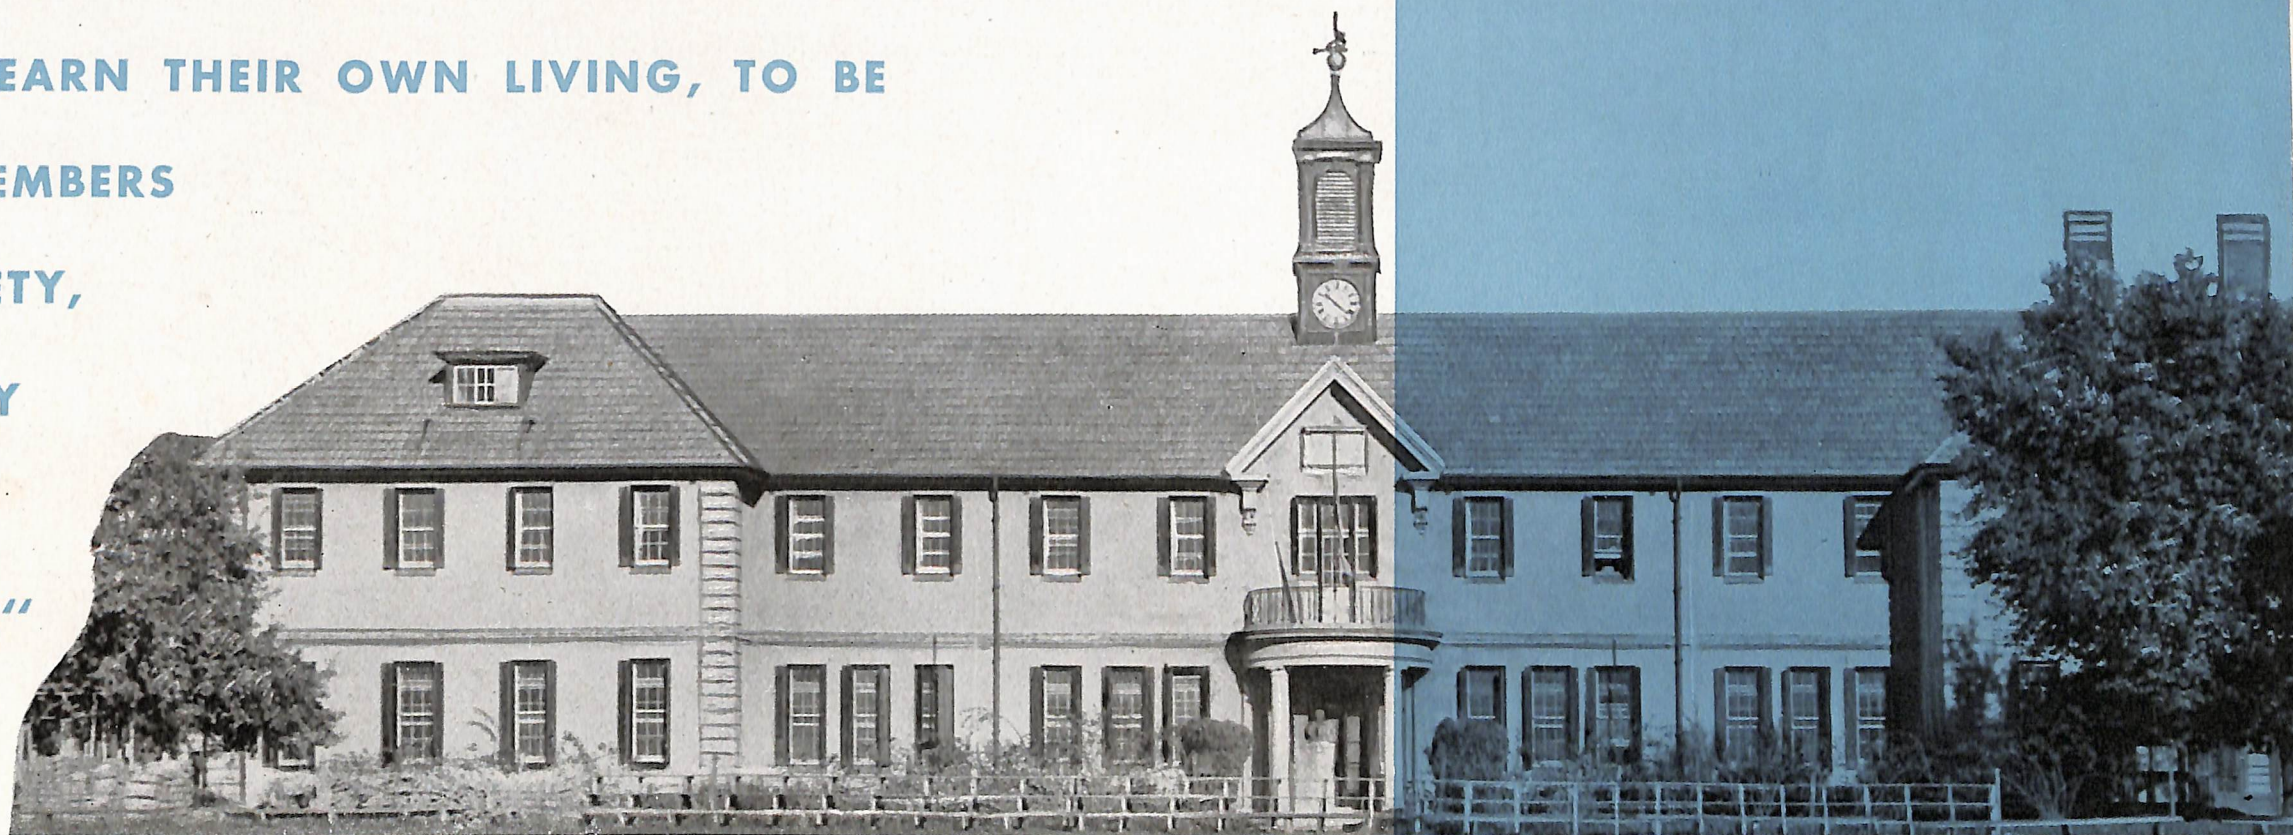 EARN THEIR OWN LIVING, TO BE
EMBERS
ETY,
Y
"